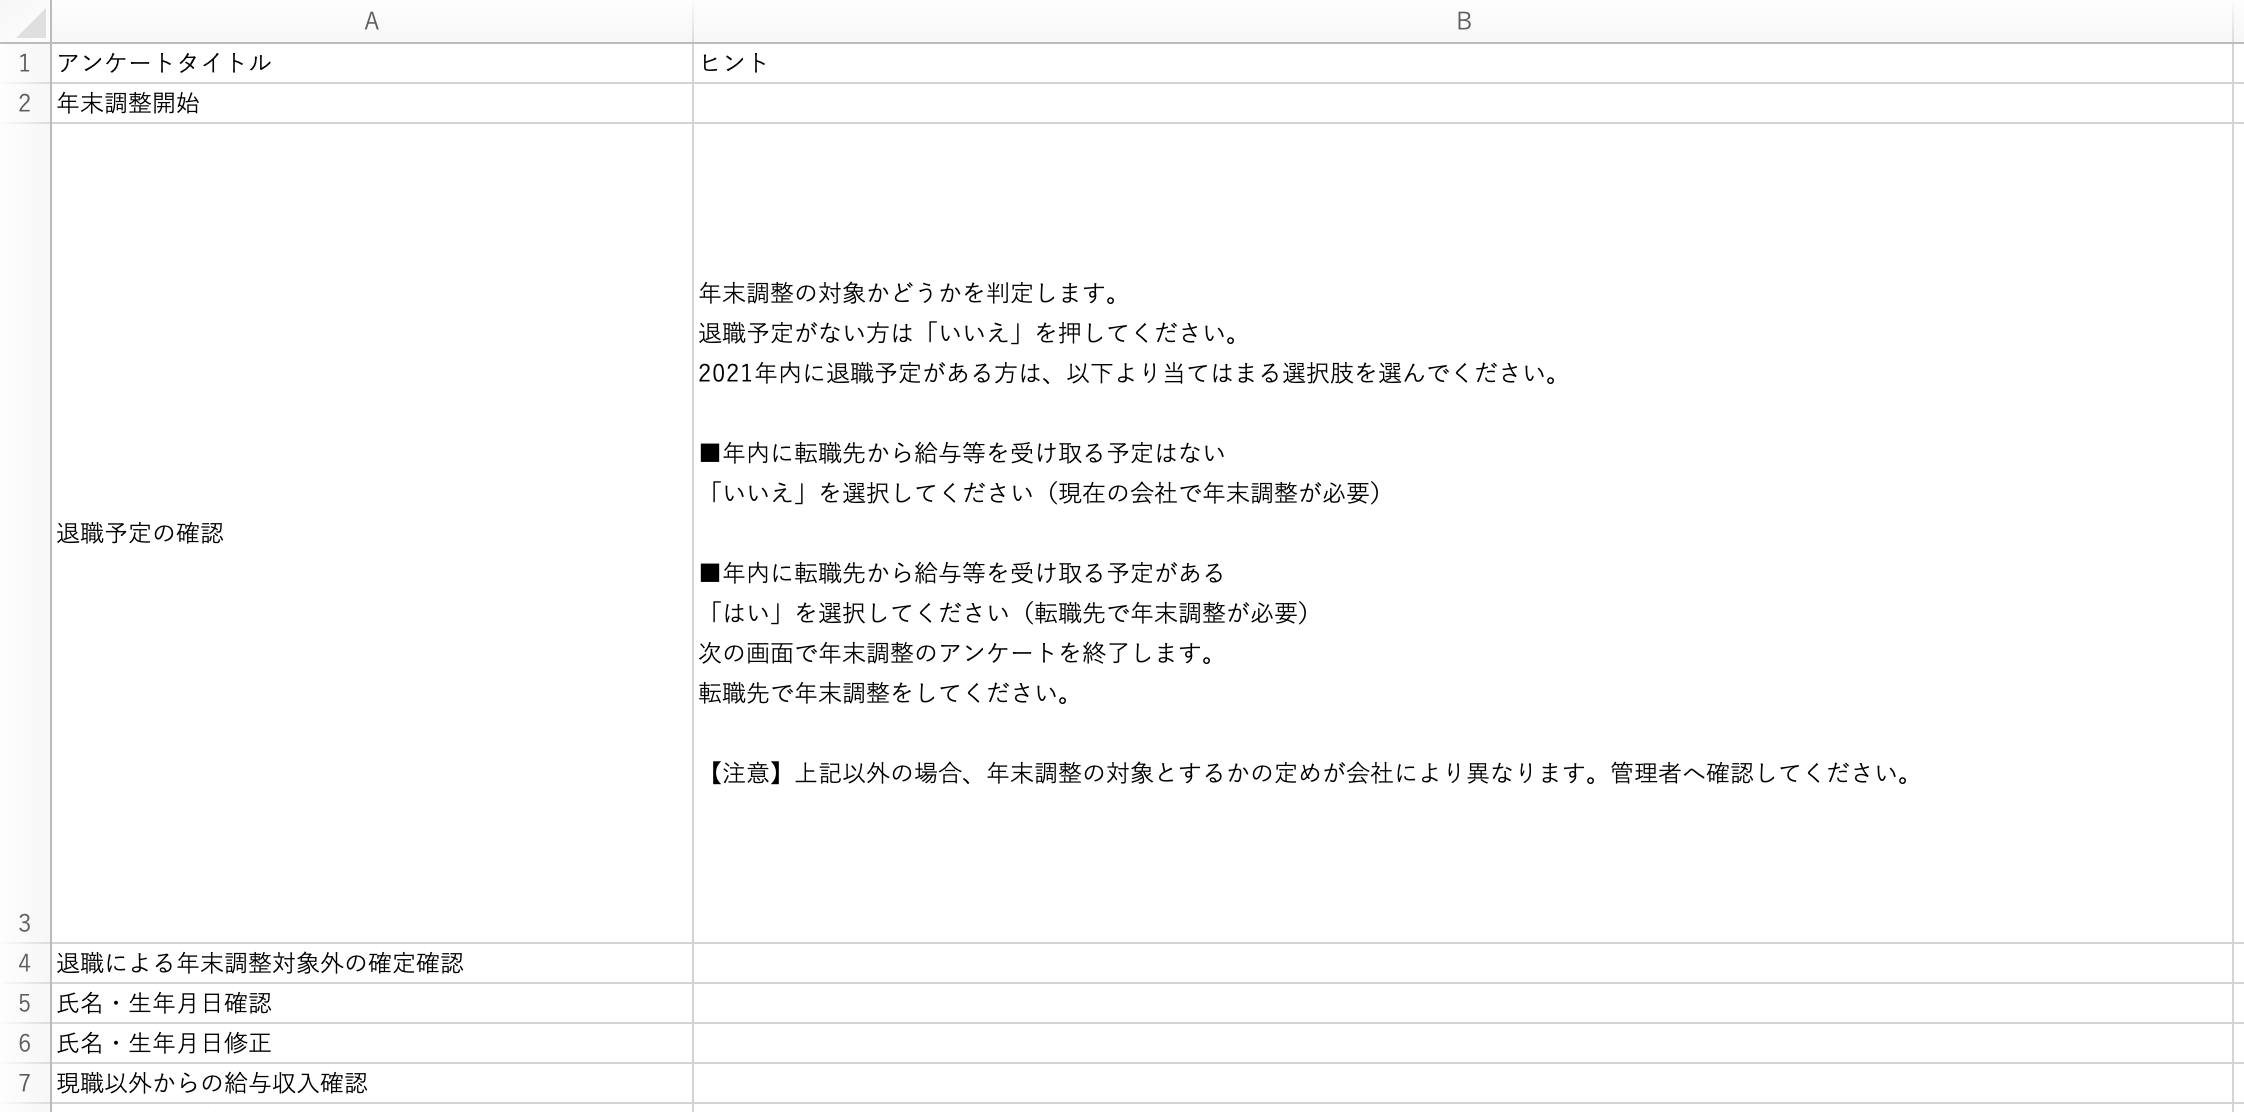 A B
1 アンケートタイトル ヒント
2 年末調整開始
年末調整の対象かどうかを判定します。
退職予定がない方は「いいえ」を押してください。
2021年内に退職予定がある方は、以下より当てはまる選択肢を選んでください。
■年内に転職先から給与等を受け取る予定はない
「いいえ」を選択してください（現在の会社で年末調整が必要）
退職予定の確認
■年内に転職先から給与等を受け取る予定がある
「はい」を選択してください（転職先で年末調整が必要）
次の画面で年末調整のアンケートを終了します。
転職先で年末調整をしてください。
【注意】上記以外の場合、年末調整の対象とするかの定めが会社により異なります。管理者へ確認してください。
3
4 退職による年末調整対象外の確定確認
5 氏名・生年月日確認
6 氏名・生年月日修正
7 現職以外からの給与収入確認